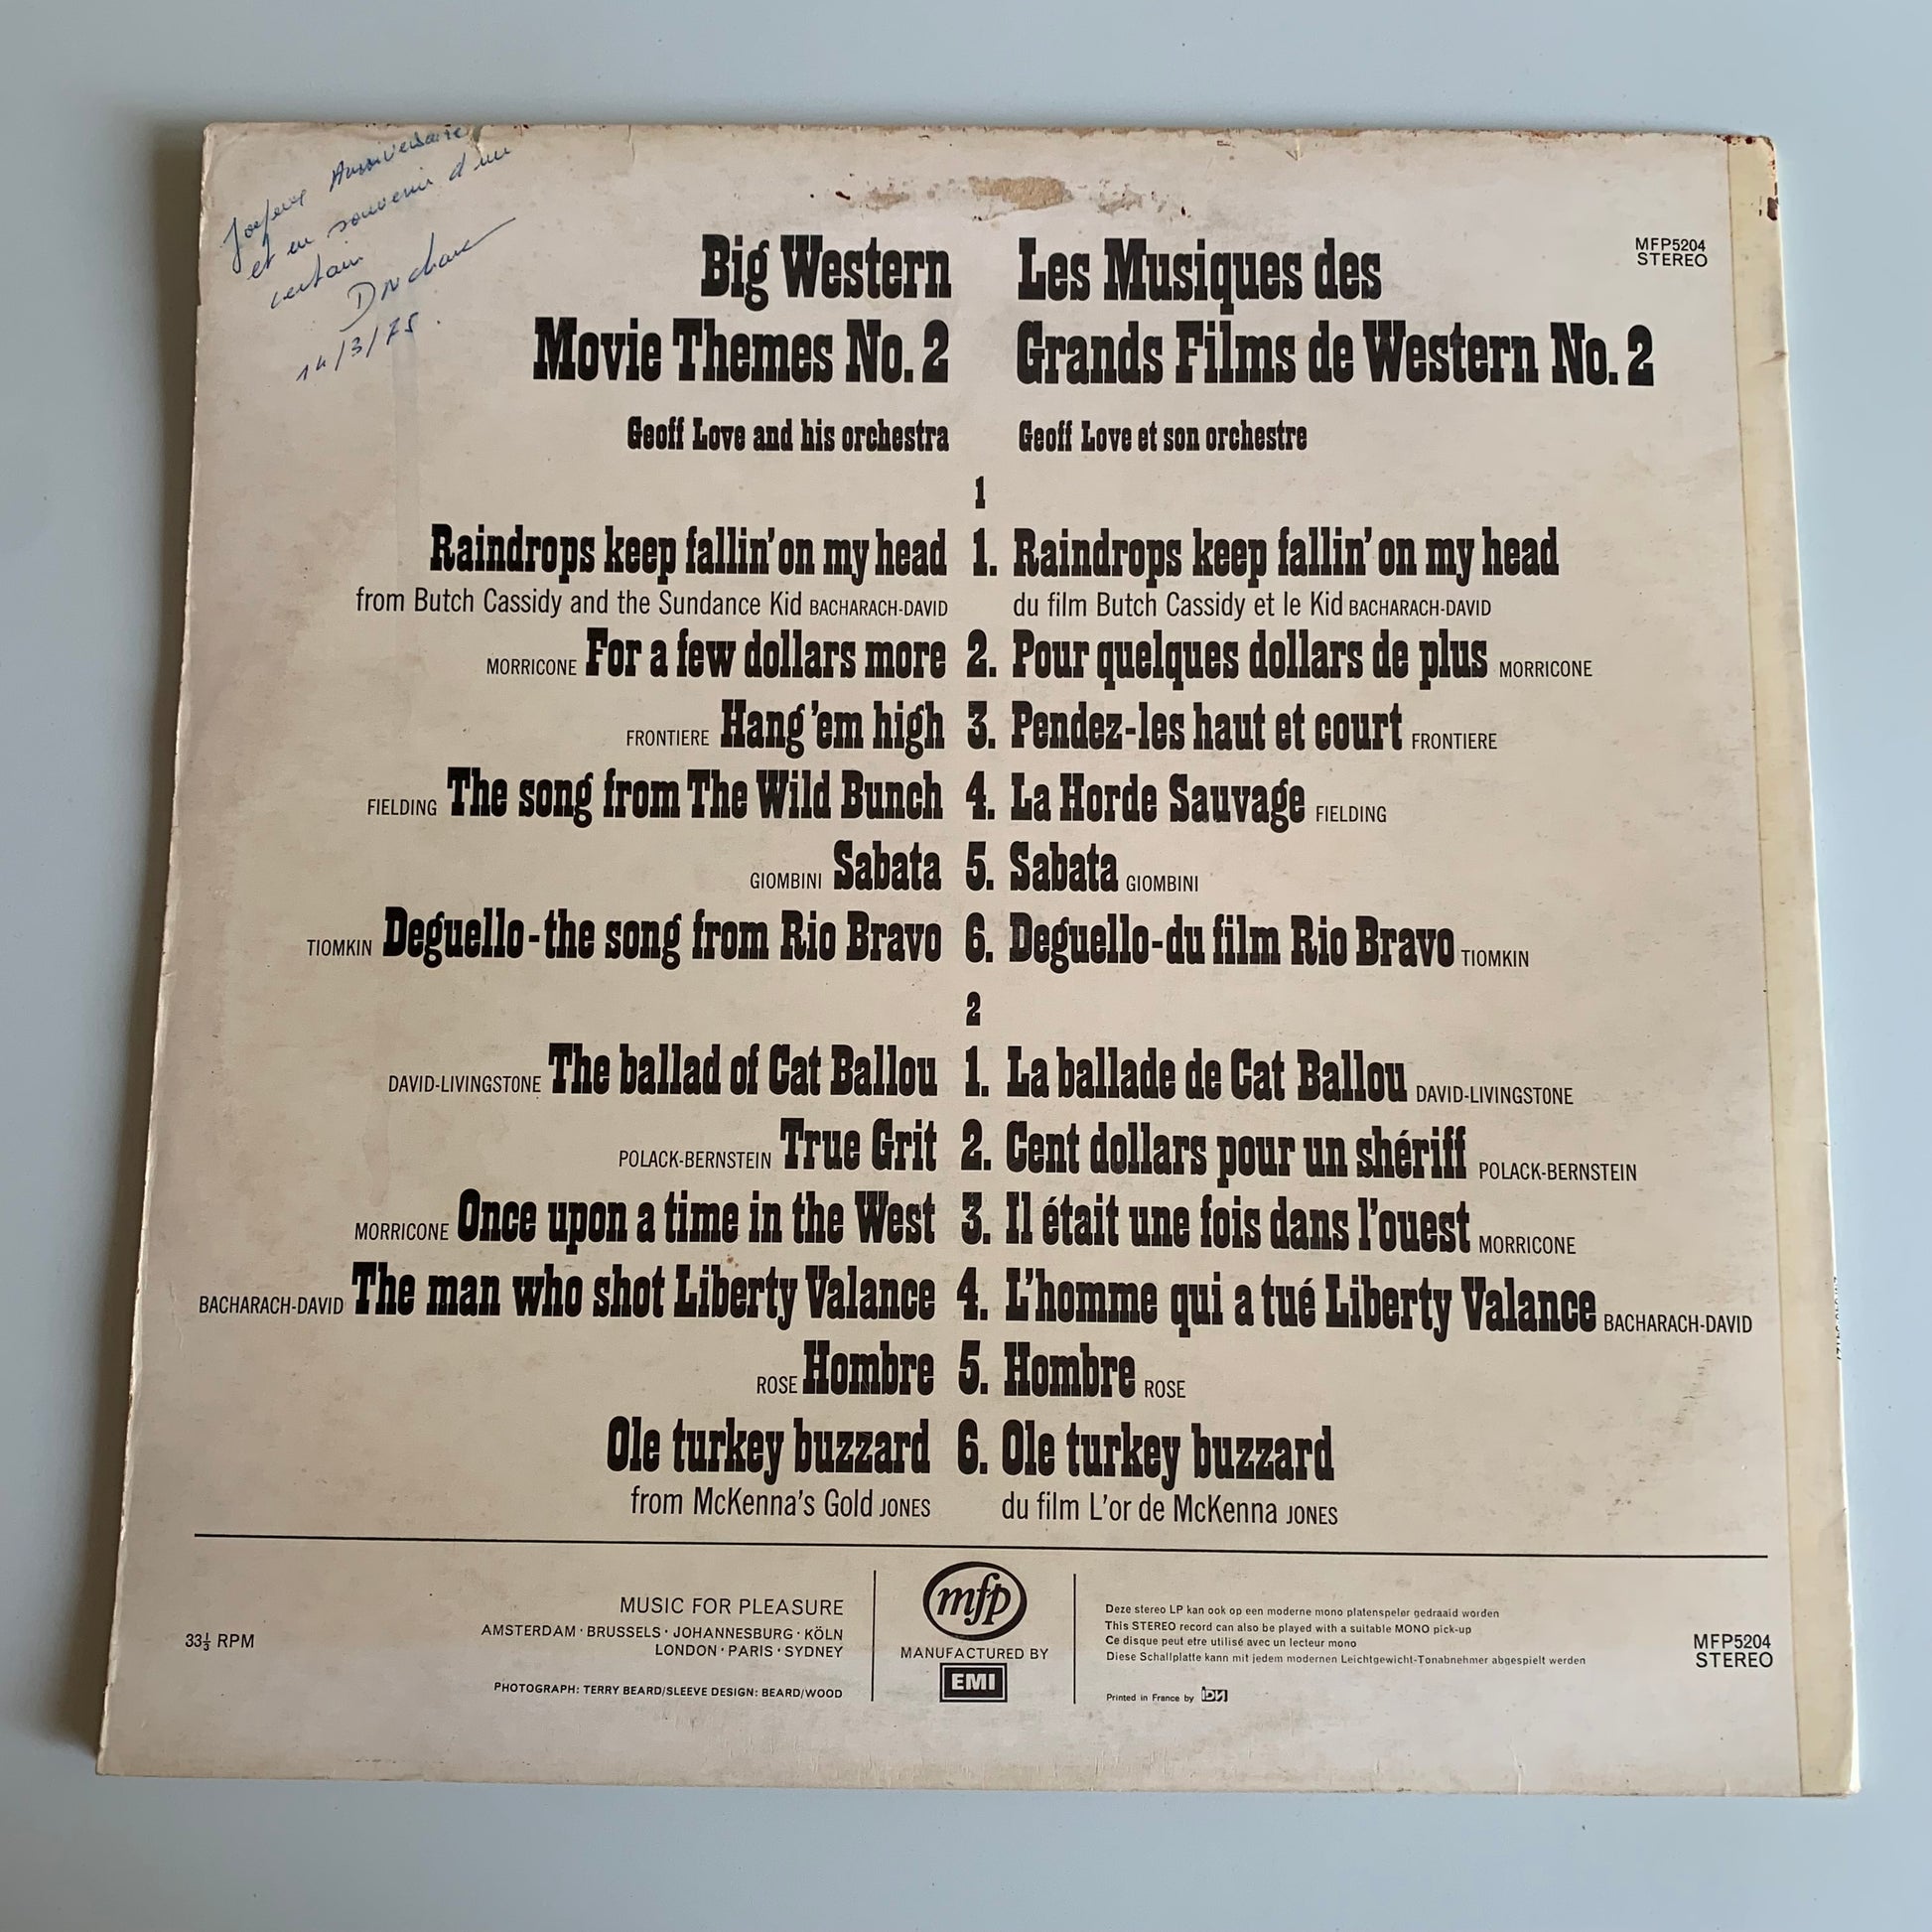 Joyeux Anniversaire
et en souvenir d'un
certain
14/3/75.
Big Western
Movie Themes No. 2
Geoff Love and his orchestra
Les Musiques des
Grands Films de Western No. 2
Geoff Love et son orchestre
MFP5204
STEREO
1
Raindrops keep fallin' on my head 1. Raindrops keep fallin' on my head
from Butch Cassidy and the Sundance Kid BACHARACH-DAVID du film Butch Cassidy et le Kid BACHARACH-DAVID
MORRICONE For a few dollars more 2. Pour quelques dollars de plus MORRICONE
FRONTIERE Hang 'em high 3. Pendez-les haut et court FRONTIERE
FIELDING The song from The Wild Bunch 4. La Horde Sauvage FIELDING
GIOMBINI Sabata 5. Sabata GIOMBINI
TIOMKIN Deguello-the song from Rio Bravo 6. Deguello-du film Rio Bravo TIOMKIN
2
DAVID-LIVINGSTONE The ballad of Cat Ballou 1. La ballade de Cat Ballou DAVID-LIVINGSTONE
POLACK-BERNSTEIN True Grit 2. Cent dollars pour un shériff POLACK-BERNSTEIN
MORRICONE Once upon a time in the West 3. Il était une fois dans l'ouest MORRICONE
BACHARACH-DAVID The man who shot Liberty Valance 4. L'homme qui a tué Liberty Valance BACHARACH-DAVID
ROSE Hombre 5. Hombre ROSE
Ole turkey buzzard 6. Ole turkey buzzard
from McKenna's Gold JONES du film L'or de McKenna JONES
33⅓ RPM
MUSIC FOR PLEASURE
AMSTERDAM · BRUSSELS · JOHANNESBURG · KÖLN
LONDON · PARIS · SYDNEY
PHOTOGRAPH: TERRY BEARD/SLEEVE DESIGN: BEARD/WOOD
mfp
MANUFACTURED BY
EMI
Deze stereo LP kan ook op een moderne mono platenspeler gedraaid worden
This STEREO record can also be played with a suitable MONO pick-up
Ce disque peut etre utilisé avec un lecteur mono
Diese Schallplatte kann mit jedem modernen Leichtgewicht-Tonabnehmer abgespielt werden
Printed in France by IDN
MFP5204
STEREO